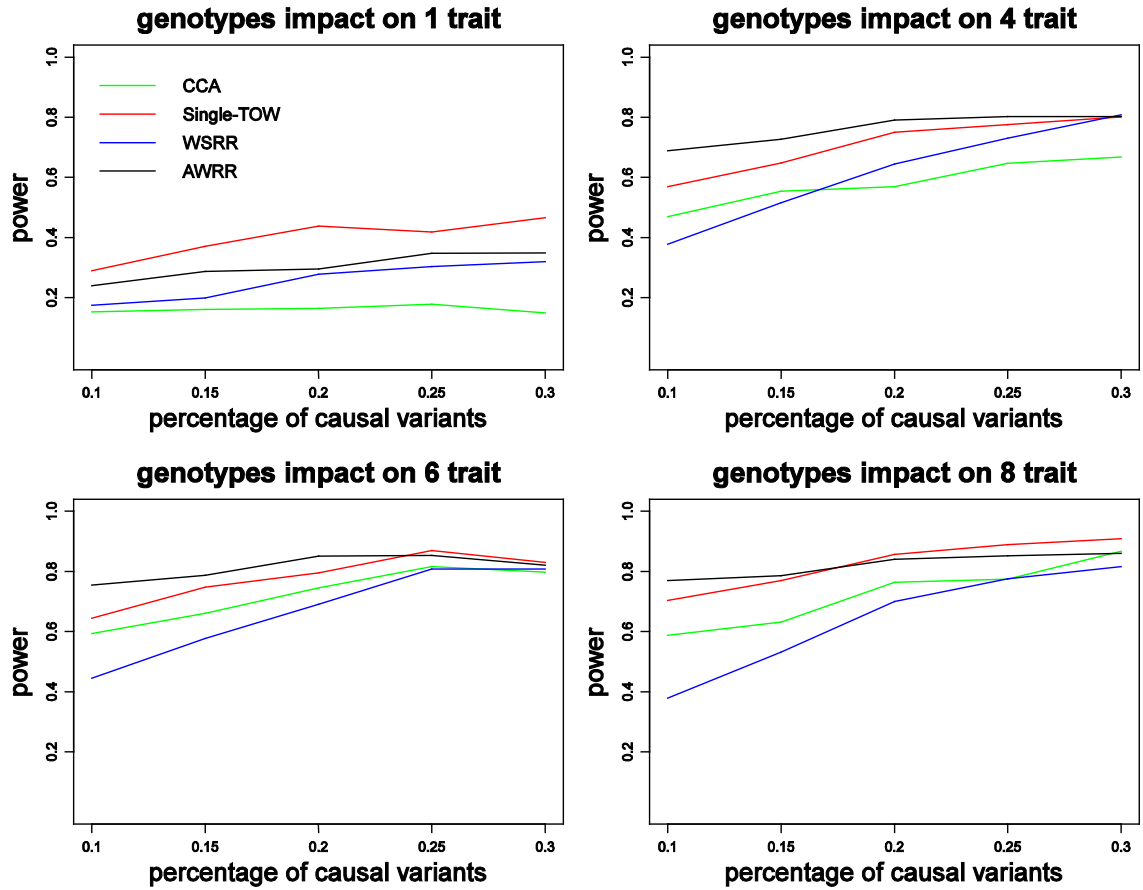 genotypes impact on 1 trait
power
1.0
0.8
0.6
0.4
0.2
CCA
Single-TOW
WSRR
AWRR
0.1 0.15 0.2 0.25 0.3
percentage of causal variants
genotypes impact on 4 trait
power
1.0
0.8
0.6
0.4
0.2
0.1 0.15 0.2 0.25 0.3
percentage of causal variants
genotypes impact on 6 trait
power
1.0
0.8
0.6
0.4
0.2
0.1 0.15 0.2 0.25 0.3
percentage of causal variants
genotypes impact on 8 trait
power
1.0
0.8
0.6
0.4
0.2
0.1 0.15 0.2 0.25 0.3
percentage of causal variants